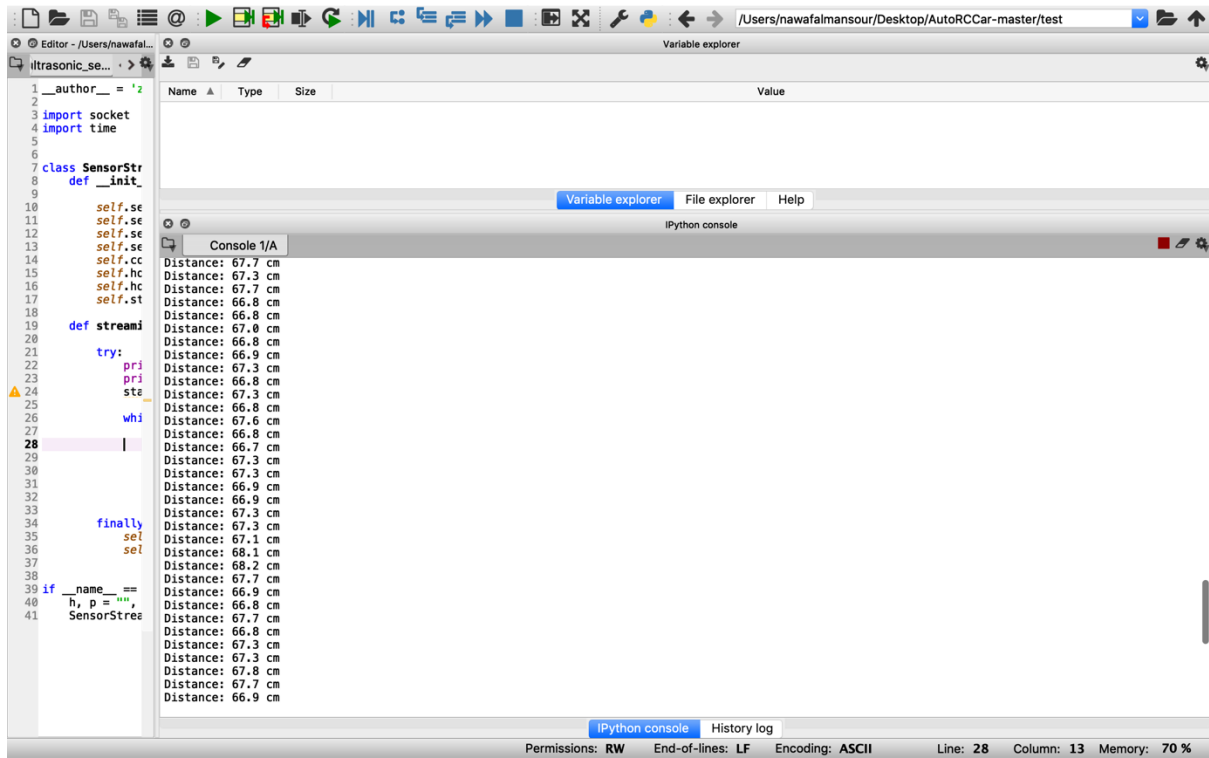 /Users/nawafalmansour/Desktop/AutoRCCar-master/test
Editor - /Users/nawafal...
ıltrasonic_se...
1 __author__ = 'z
2
3 import socket
4 import time
5
6
7 class SensorStr
8 def __init_
9
10 self.se
11 self.se
12 self.se
13 self.se
14 self.cc
15 self.hc
16 self.hc
17 self.st
18
19 def streami
20
21 try:
22 pri
23 pri
24 sta
25
26 whi
27
28
29
30
31
32
33
34 finally
35 sel
36 sel
37
38
39 if __name__ ==
40 h, p = "",
41 SensorStrea
Variable explorer
Name Type Size Value
Variable explorer File explorer Help
IPython console
Console 1/A
Distance: 67.7 cm
Distance: 67.3 cm
Distance: 67.7 cm
Distance: 66.8 cm
Distance: 66.8 cm
Distance: 67.0 cm
Distance: 66.8 cm
Distance: 66.9 cm
Distance: 67.3 cm
Distance: 66.8 cm
Distance: 67.3 cm
Distance: 66.8 cm
Distance: 67.6 cm
Distance: 66.8 cm
Distance: 66.7 cm
Distance: 67.3 cm
Distance: 67.3 cm
Distance: 66.9 cm
Distance: 66.9 cm
Distance: 67.3 cm
Distance: 67.3 cm
Distance: 67.1 cm
Distance: 68.1 cm
Distance: 68.2 cm
Distance: 67.7 cm
Distance: 66.9 cm
Distance: 66.8 cm
Distance: 67.7 cm
Distance: 66.8 cm
Distance: 67.3 cm
Distance: 67.3 cm
Distance: 67.8 cm
Distance: 67.7 cm
Distance: 66.9 cm
IPython console History log
Permissions: RW End-of-lines: LF Encoding: ASCII Line: 28 Column: 13 Memory: 70 %